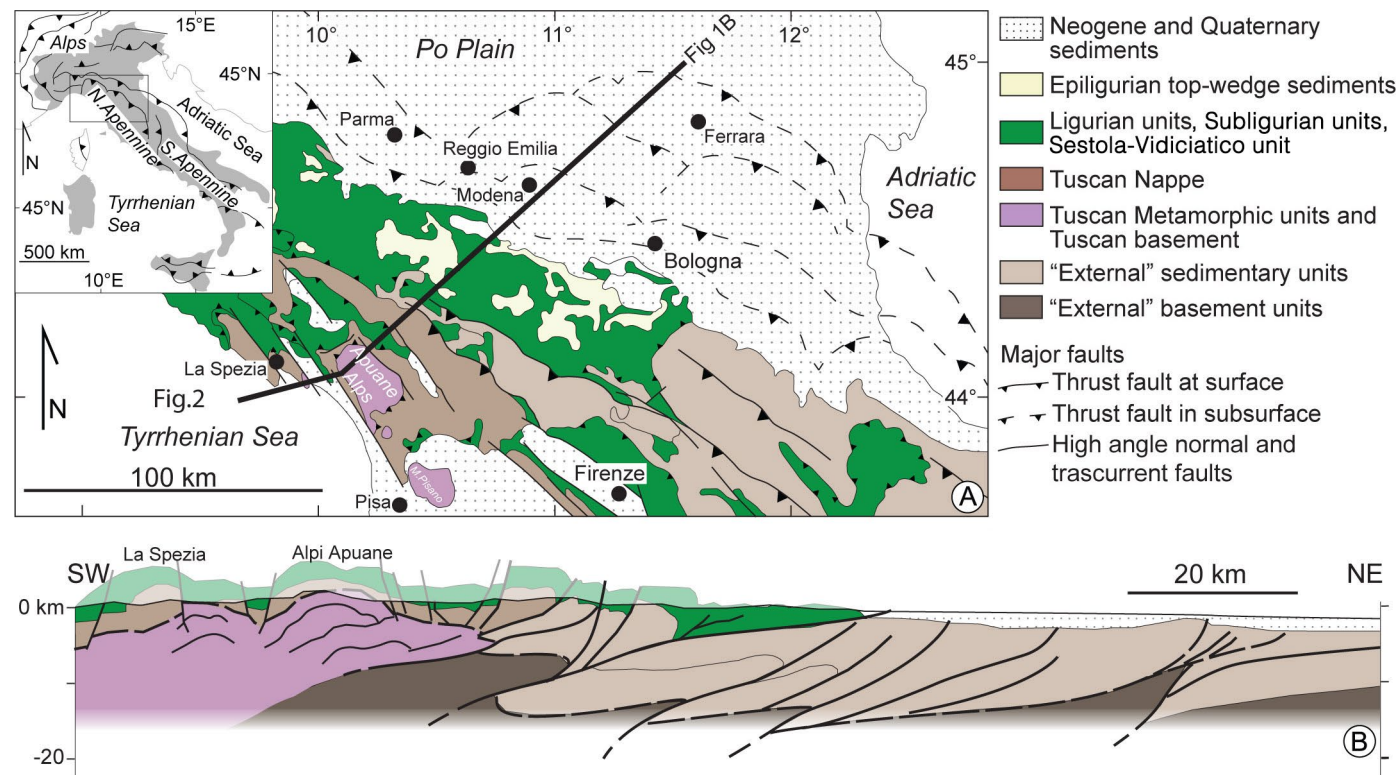 15°E
Alps
45°N
N.Apennine
S.Apennine
Adriatic Sea
N
Tyrrhenian
Sea
45°N
500 km
10°E
10°
11°
12°
Po Plain
Fig 1B
45°
Parma
Ferrara
Reggio Emilia
Modena
Adriatic
Sea
Bologna
La Spezia
Apuane
Alps
Fig.2
44°
N
Tyrrhenian Sea
100 km
M.Pisano
Firenze
Pisa
A
Neogene and Quaternary
sediments
Epiligurian top-wedge sediments
Ligurian units, Subligurian units,
Sestola-Vidiciatico unit
Tuscan Nappe
Tuscan Metamorphic units and
Tuscan basement
“External” sedimentary units
“External” basement units
Major faults
Thrust fault at surface
Thrust fault in subsurface
High angle normal and
trascurrent faults
La Spezia
Alpi Apuane
SW
20 km
NE
0 km
-20
B